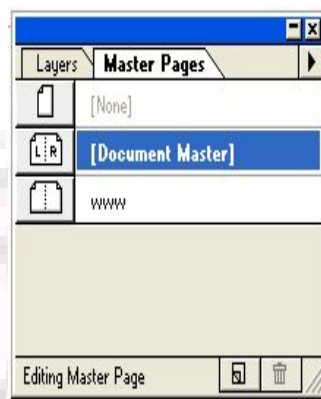 Layers Master Pages
[None]
L R [Document Master]
www
Editing Master Page